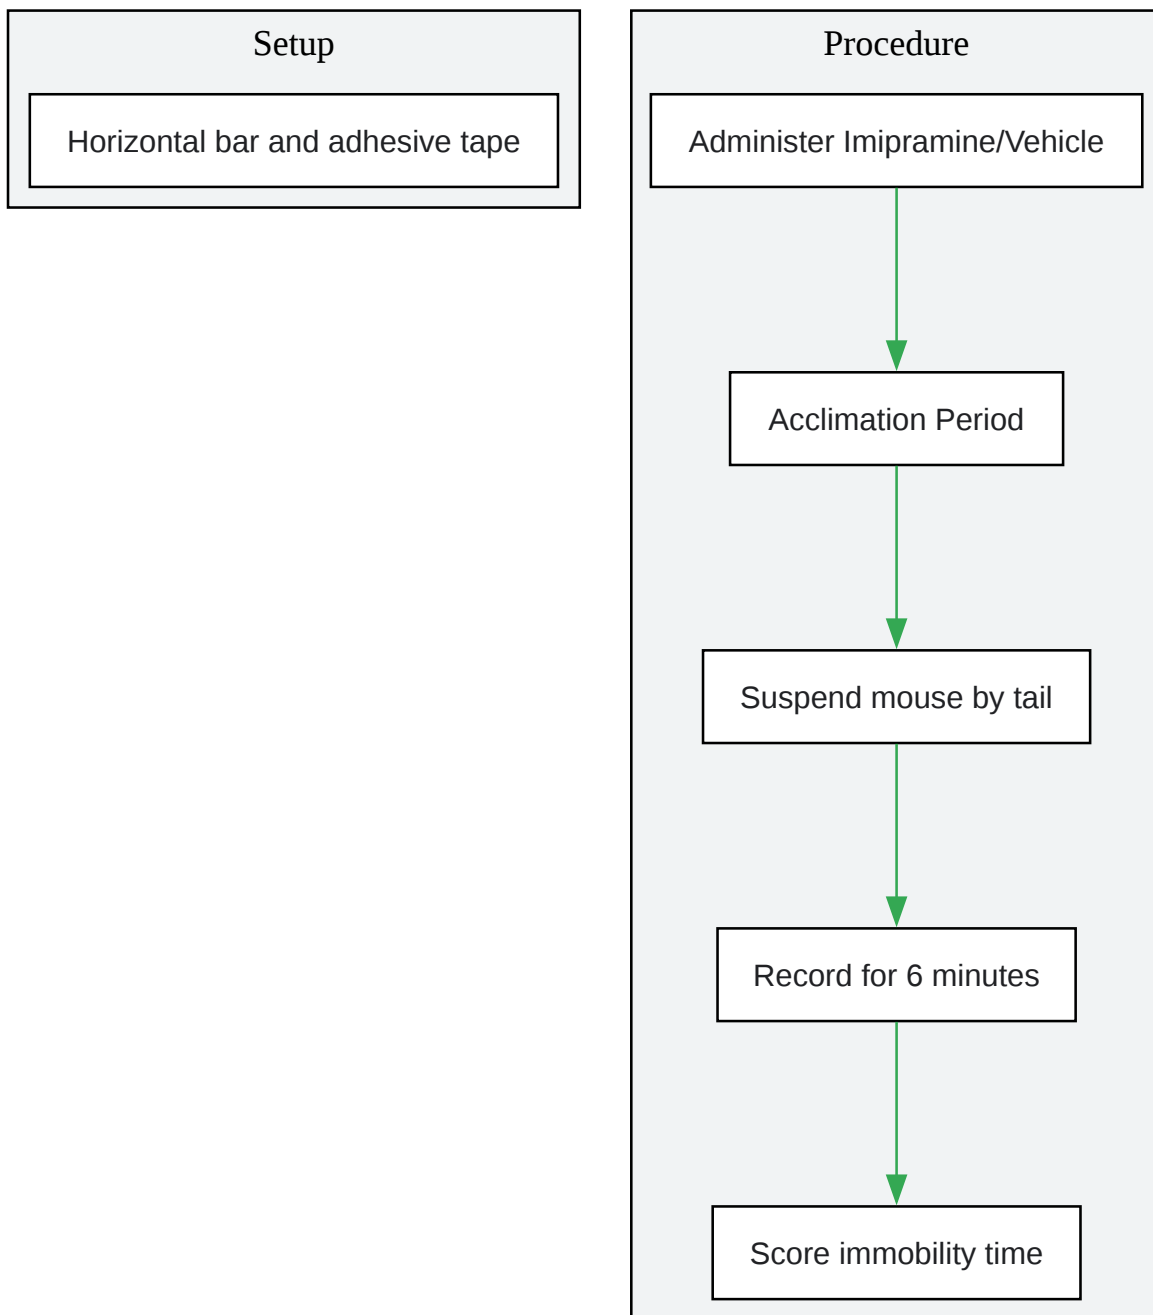 Setup
Horizontal bar and adhesive tape
Procedure
Administer Imipramine/Vehicle
Acclimation Period
Suspend mouse by tail
Record for 6 minutes
Score immobility time